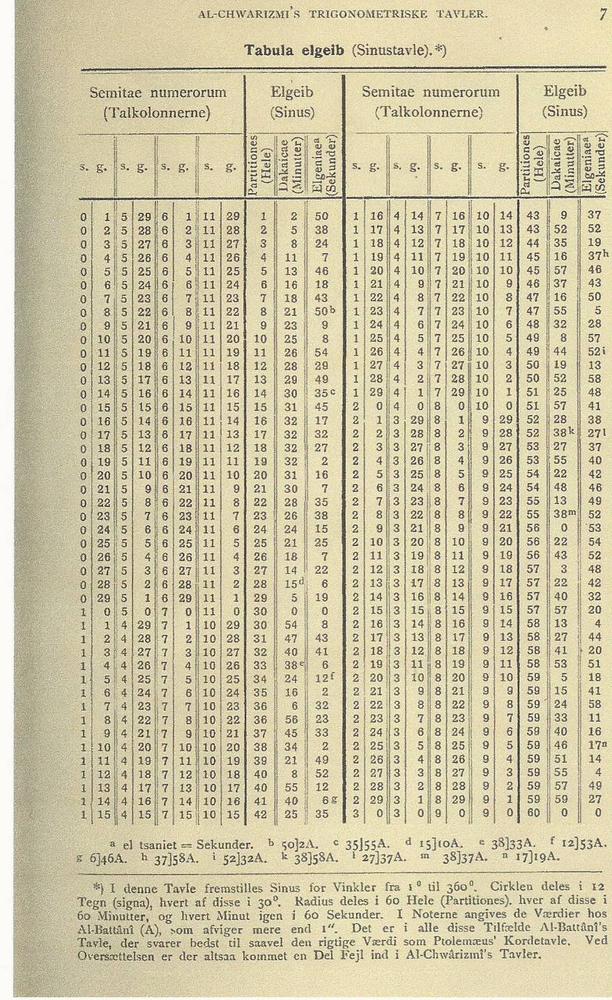 AL-CHWARIZMI'S TRIGONOMETRISKE TAVLER. 7
Tabula elgeib (Sinustavle).*)
Semitae numerorum Elgeib Semitae numerorum Elgeib
(Talkolonnerne) (Sinus) (Talkolonnerne) (Sinus)
s. g. s. g. s. g. s. g. Partitiones (Hele) Dakaicae (Minutter) Elgeniaeª (Sekunder) s. g. s. g. s. g. s. g. Partitiones (Hele) Dakaicae (Minutter) Elgeniaeª (Sekunder)
0 1 5 29 6 1 11 29 1 2 50 1 16 4 14 7 16 10 14 43 9 37
0 2 5 28 6 2 11 28 2 5 38 1 17 4 13 7 17 10 13 43 52 52
0 3 5 27 6 3 11 27 3 8 24 1 18 4 12 7 18 10 12 44 35 19
0 4 5 26 6 4 11 26 4 11 7 1 19 4 11 7 19 10 11 45 16 37h
0 5 5 25 6 5 11 25 5 13 46 1 20 4 10 7 20 10 10 45 57 46
0 6 5 24 6 6 11 24 6 16 18 1 21 4 9 7 21 10 9 46 37 43
0 7 5 23 6 7 11 23 7 18 43 1 22 4 8 7 22 10 8 47 16 50
0 8 5 22 6 8 11 22 8 21 50b 1 23 4 7 7 23 10 7 47 55 5
0 9 5 21 6 9 11 21 9 23 9 1 24 4 6 7 24 10 6 48 32 28
0 10 5 20 6 10 11 20 10 25 8 1 25 4 5 7 25 10 5 49 8 57
0 11 5 19 6 11 11 19 11 26 54 1 26 4 4 7 26 10 4 49 44 52i
0 12 5 18 6 12 11 18 12 28 29 1 27 4 3 7 27 10 3 50 19 13
0 13 5 17 6 13 11 17 13 29 49 1 28 4 2 7 28 10 2 50 52 58
0 14 5 16 6 14 11 16 14 30 35c 1 29 4 1 7 29 10 1 51 25 48
0 15 5 15 6 15 11 15 15 31 45 2 0 4 0 8 0 10 0 51 57 41
0 16 5 14 6 16 11 14 16 32 17 2 1 3 29 8 1 9 29 52 28 38
0 17 5 13 6 17 11 13 17 32 32 2 2 3 28 8 2 9 28 52 38k 27l
0 18 5 12 6 18 11 12 18 32 27 2 3 3 27 8 3 9 27 53 27 37
0 19 5 11 6 19 11 11 19 32 2 2 4 3 26 8 4 9 26 53 55 40
0 20 5 10 6 20 11 10 20 31 16 2 5 3 25 8 5 9 25 54 22 42
0 21 5 9 6 21 11 9 21 30 7 2 6 3 24 8 6 9 24 54 48 46
0 22 5 8 6 22 11 8 22 28 35 2 7 3 23 8 7 9 23 55 13 49
0 23 5 7 6 23 11 7 23 26 38 2 8 3 22 8 8 9 22 55 38m 52
0 24 5 6 6 24 11 6 24 24 15 2 9 3 21 8 9 9 21 56 0 53
0 25 5 5 6 25 11 5 25 21 25 2 10 3 20 8 10 9 20 56 22 54
0 26 5 4 6 26 11 4 26 18 7 2 11 3 19 8 11 9 19 56 43 52
0 27 5 3 6 27 11 3 27 14 22 2 12 3 18 8 12 9 18 57 3 48
0 28 5 2 6 28 11 2 28 15d 6 2 13 3 17 8 13 9 17 57 22 42
0 29 5 1 6 29 11 1 29 5 19 2 14 3 16 8 14 9 16 57 40 32
1 0 5 0 7 0 11 0 30 0 0 2 15 3 15 8 15 9 15 57 57 20
1 1 4 29 7 1 10 29 30 54 8 2 16 3 14 8 16 9 14 58 13 4
1 2 4 28 7 2 10 28 31 47 43 2 17 3 13 8 17 9 13 58 27 44
1 3 4 27 7 3 10 27 32 40 41 2 18 3 12 8 18 9 12 58 41 20
1 4 4 26 7 4 10 26 33 38e 6 2 19 3 11 8 19 9 11 58 53 51
1 5 4 25 7 5 10 25 34 24 12f 2 20 3 10 8 20 9 10 59 5 18
1 6 4 24 7 6 10 24 35 16 2 2 21 3 9 8 21 9 9 59 15 41
1 7 4 23 7 7 10 23 36 6 32 2 22 3 8 8 22 9 8 59 24 58
1 8 4 22 7 8 10 22 36 56 23 2 23 3 7 8 23 9 7 59 33 11
1 9 4 21 7 9 10 21 37 45 33 2 24 3 6 8 24 9 6 59 40 16
1 10 4 20 7 10 10 20 38 34 2 2 25 3 5 8 25 9 5 59 46 17n
1 11 4 19 7 11 10 19 39 21 49 2 26 3 4 8 26 9 4 59 51 14
1 12 4 18 7 12 10 18 40 8 52 2 27 3 3 8 27 9 3 59 55 4
1 13 4 17 7 13 10 17 40 55 12 2 28 3 2 8 28 9 2 59 57 49
1 14 4 16 7 14 10 16 41 40 6g 2 29 3 1 8 29 9 1 59 59 27
1 15 4 15 7 15 10 15 42 25 35 3 0 3 0 9 0 9 0 60 0 0
a el tsaniet = Sekunder. b 50]2A. c 35]55A. d 15]10A. e 38]33A. f 12]53A.
g 6]46A. h 37]58A. i 52]32A. k 38]58A. l 27]37A. m 38]37A. n 17]19A.
*) I denne Tavle fremstilles Sinus for Vinkler fra 1⁰ til 360⁰. Cirklen deles i 12
Tegn (signa), hvert af disse i 30⁰. Radius deles i 60 Hele (Partitiones). hver af disse i
60 Minutter, og hvert Minut igen i 60 Sekunder. I Noterne angives de Værdier hos
Al-Battânî (A), som afviger mere end 1″. Det er i alle disse Tilfælde Al-Battânî's
Tavle, der svarer bedst til saavel den rigtige Værdi som Ptolemæus' Kordetavle. Ved
Oversættelsen er der altsaa kommet en Del Fejl ind i Al-Chwârizmî's Tavler.